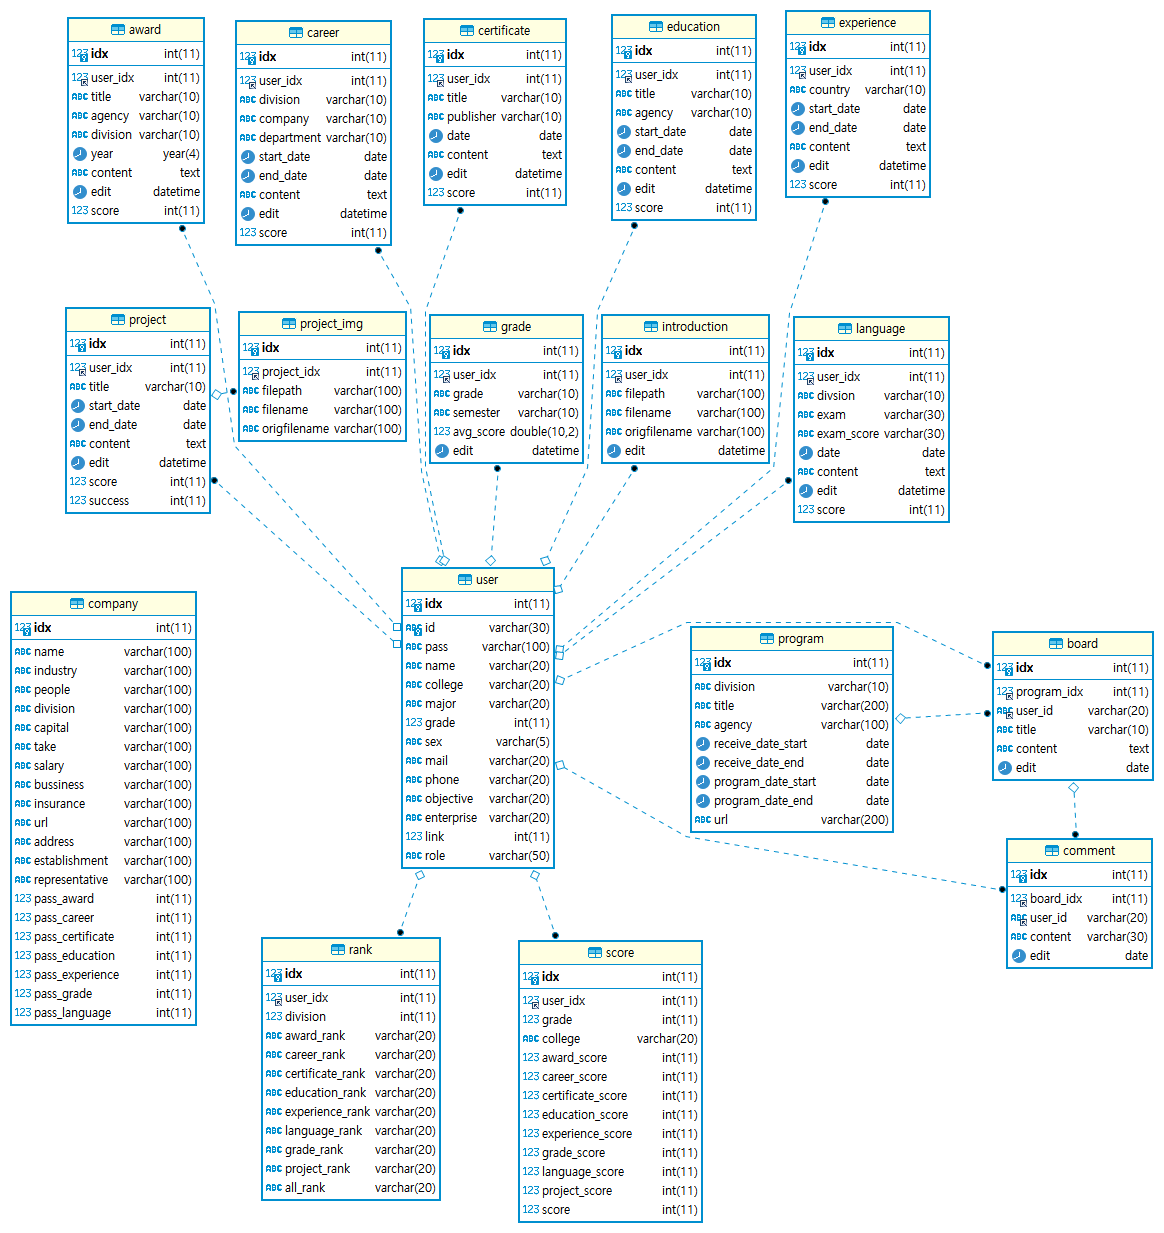 award
idx int(11)
user_idx int(11)
title varchar(10)
agency varchar(10)
division varchar(10)
year year(4)
content text
edit datetime
score int(11)
career
idx int(11)
user_idx int(11)
division varchar(10)
company varchar(10)
department varchar(10)
start_date date
end_date date
content text
edit datetime
score int(11)
certificate
idx int(11)
user_idx int(11)
title varchar(10)
publisher varchar(10)
date date
content text
edit datetime
score int(11)
education
idx int(11)
user_idx int(11)
title varchar(10)
agency varchar(10)
start_date date
end_date date
content text
edit datetime
score int(11)
experience
idx int(11)
user_idx int(11)
country varchar(10)
start_date date
end_date date
content text
edit datetime
score int(11)
project
idx int(11)
user_idx int(11)
title varchar(10)
start_date date
end_date date
content text
edit datetime
score int(11)
success int(11)
project_img
idx int(11)
project_idx int(11)
filepath varchar(100)
filename varchar(100)
origfilename varchar(100)
grade
idx int(11)
user_idx int(11)
grade varchar(10)
semester varchar(10)
avg_score double(10,2)
edit datetime
introduction
idx int(11)
user_idx int(11)
filepath varchar(100)
filename varchar(100)
origfilename varchar(100)
edit datetime
language
idx int(11)
user_idx int(11)
divsion varchar(10)
exam varchar(30)
exam_score varchar(30)
date date
content text
edit datetime
score int(11)
company
idx int(11)
name varchar(100)
industry varchar(100)
people varchar(100)
division varchar(100)
capital varchar(100)
take varchar(100)
salary varchar(100)
bussiness varchar(100)
insurance varchar(100)
url varchar(100)
address varchar(100)
establishment varchar(100)
representative varchar(100)
pass_award int(11)
pass_career int(11)
pass_certificate int(11)
pass_education int(11)
pass_experience int(11)
pass_grade int(11)
pass_language int(11)
user
idx int(11)
id varchar(30)
pass varchar(100)
name varchar(20)
college varchar(20)
major varchar(20)
grade int(11)
sex varchar(5)
mail varchar(20)
phone varchar(20)
objective varchar(20)
enterprise varchar(20)
link int(11)
role varchar(50)
program
idx int(11)
division varchar(10)
title varchar(200)
agency varchar(100)
receive_date_start date
receive_date_end date
program_date_start date
program_date_end date
url varchar(200)
board
idx int(11)
program_idx int(11)
user_id varchar(20)
title varchar(10)
content text
edit date
comment
idx int(11)
board_idx int(11)
user_id varchar(20)
content varchar(30)
edit date
rank
idx int(11)
user_idx int(11)
division int(11)
award_rank varchar(20)
career_rank varchar(20)
certificate_rank varchar(20)
education_rank varchar(20)
experience_rank varchar(20)
language_rank varchar(20)
grade_rank varchar(20)
project_rank varchar(20)
all_rank varchar(20)
score
idx int(11)
user_idx int(11)
grade int(11)
college varchar(20)
award_score int(11)
career_score int(11)
certificate_score int(11)
education_score int(11)
experience_score int(11)
grade_score int(11)
language_score int(11)
project_score int(11)
score int(11)